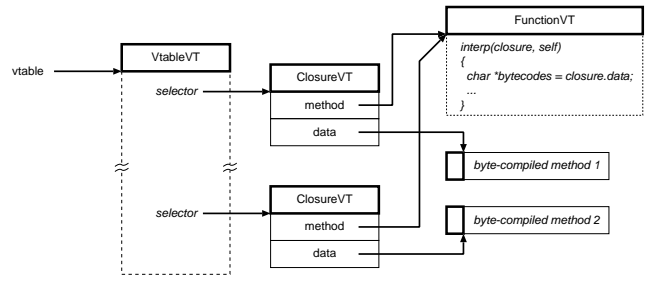 FunctionVT
interp(closure, self)
{
char *bytecodes = closure.data;
...
}
VtableVT
vtable
selector
ClosureVT
method
data
byte-compiled method 1
selector
ClosureVT
method
data
byte-compiled method 2